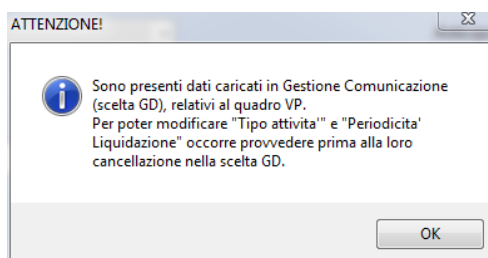 ATTENZIONE!
Sono presenti dati caricati in Gestione Comunicazione
(scelta GD), relativi al quadro VP.
Per poter modificare "Tipo attivita'" e "Periodicita'
Liquidazione" occorre provvedere prima alla loro
cancellazione nella scelta GD.
OK